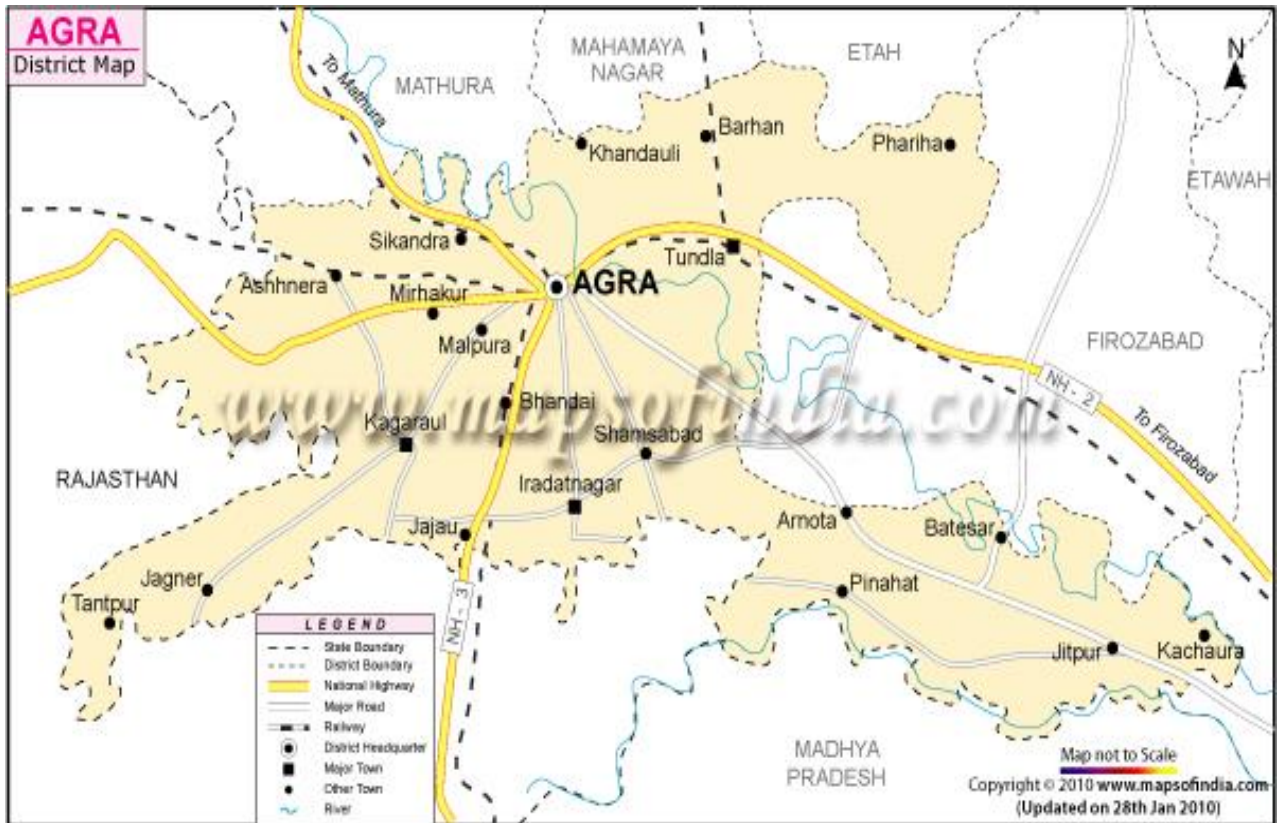 AGRA
District Map
N
To Mathura
MATHURA
MAHAMAYA
NAGAR
ETAH
ETAWAH
Barhan
Khandauli
Phariha
Sikandra
Tundla
AGRA
Ashhnera
Mirhakur
Malpura
FIROZABAD
NH - 2
To Firozabad
www.mapsofindia.com
Bhandai
Kagaraul
Shamsabad
RAJASTHAN
Iradatnagar
Jajau
Arnota
Batesar
Jagner
Tantpur
Pinahat
NH - 3
Jitpur
Kachaura
MADHYA
PRADESH
LEGEND
State Boundary
District Boundary
National Highway
Major Road
Railway
District Headquarter
Major Town
Other Town
River
Map not to Scale
Copyright © 2010 www.mapsofindia.com
(Updated on 28th Jan 2010)